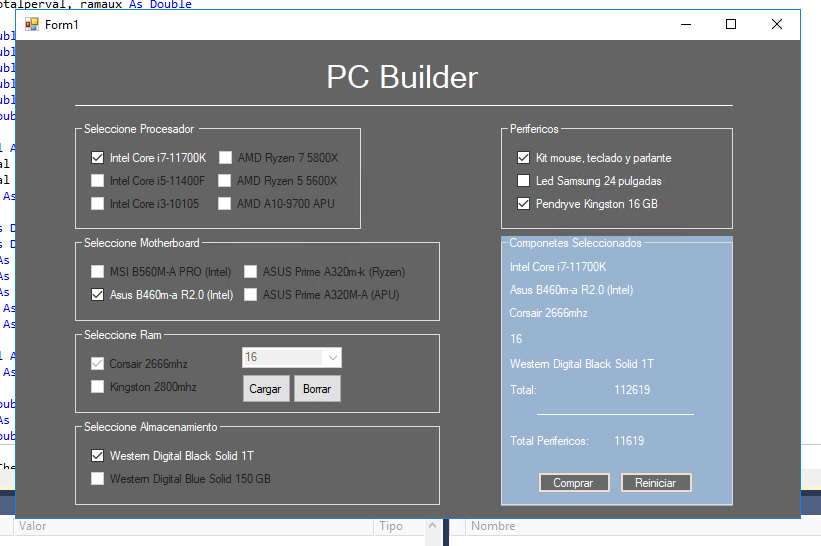 otalperval, ramaux As Double
Form1
PC Builder
Seleccione Procesador
Intel Core i7-11700K
AMD Ryzen 7 5800X
Intel Core i5-11400F
AMD Ryzen 5 5600X
Intel Core i3-10105
AMD A10-9700 APU
Seleccione Motherboard
MSI B560M-A PRO (Intel)
ASUS Prime A320m-k (Ryzen)
Asus B460m-a R2.0 (Intel)
ASUS Prime A320M-A (APU)
Seleccione Ram
Corsair 2666mhz
16
Kingston 2800mhz
Cargar
Borrar
Seleccione Almacenamiento
Western Digital Black Solid 1T
Western Digital Blue Solid 150 GB
Perifericos
Kit mouse, teclado y parlante
Led Samsung 24 pulgadas
Pendryve Kingston 16 GB
Componetes Seleccionados
Intel Core i7-11700K
Asus B460m-a R2.0 (Intel)
Corsair 2666mhz
16
Western Digital Black Solid 1T
Total: 112619
Total Perifericos: 11619
Comprar
Reiniciar
Valor
Tipo
Nombre